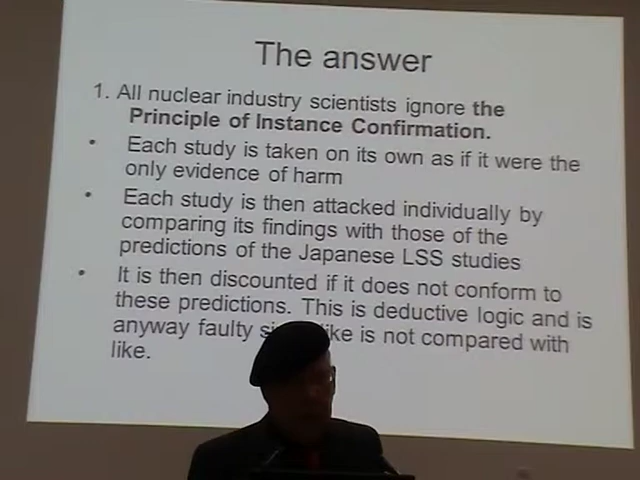 The answer
1. All nuclear industry scientists ignore the
Principle of Instance Confirmation.
• Each study is taken on its own as if it were the
only evidence of harm
• Each study is then attacked individually by
comparing its findings with those of the
predictions of the Japanese LSS studies
• It is then discounted if it does not conform to
these predictions. This is deductive logic and is
anyway faulty like is not compared with
like.